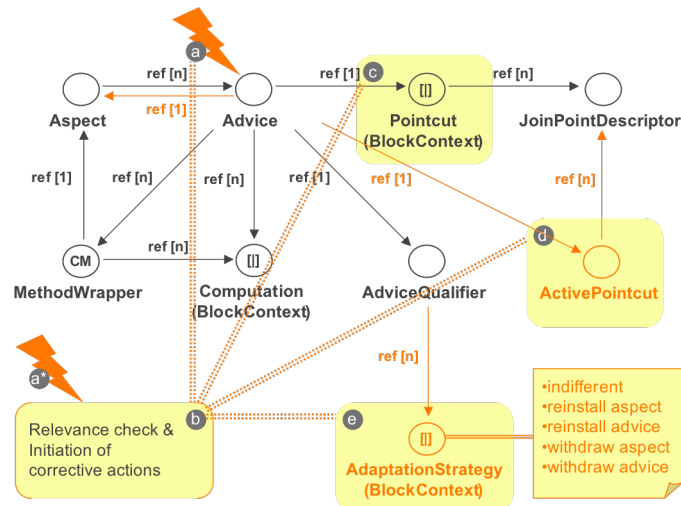 a
ref [n]
ref [1]
c
[|]
ref [n]
ref [1]
Aspect
Advice
Pointcut
(BlockContext)
JoinPointDescriptor
ref [1]
ref [n]
ref [n]
ref [1]
ref [1]
ref [n]
d
CM
ref [n]
[|]
MethodWrapper
Computation
(BlockContext)
AdviceQualifier
ActivePointcut
ref [n]
a*
b
e
Relevance check &
Initiation of
corrective actions
[|]
AdaptationStrategy
(BlockContext)
•indifferent
•reinstall aspect
•reinstall advice
•withdraw aspect
•withdraw advice